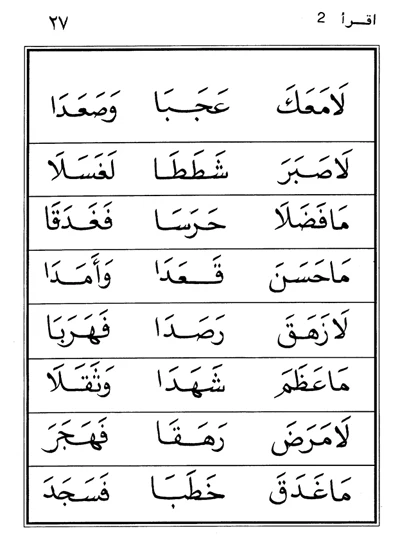 اقرأ 2 ٢٧
لَامَعَكَ عَجَبَا وَصَعَدَا
لَاصَبَرَ شَطَطَا لَغَسَلَا
مَافَضَلَا حَرَسَا فَغَدَقَا
مَاحَسَنَ قَعَدَا وَأَمَدَا
لَازَهَقَ رَصَدَا فَهَرَبَا
مَاعَظَمَ شَهَدَا وَثَقَلَا
لَامَرَضَ رَهَقَا فَهَجَرَ
مَاغَدَقَ خَطَبَا فَسَجَدَ